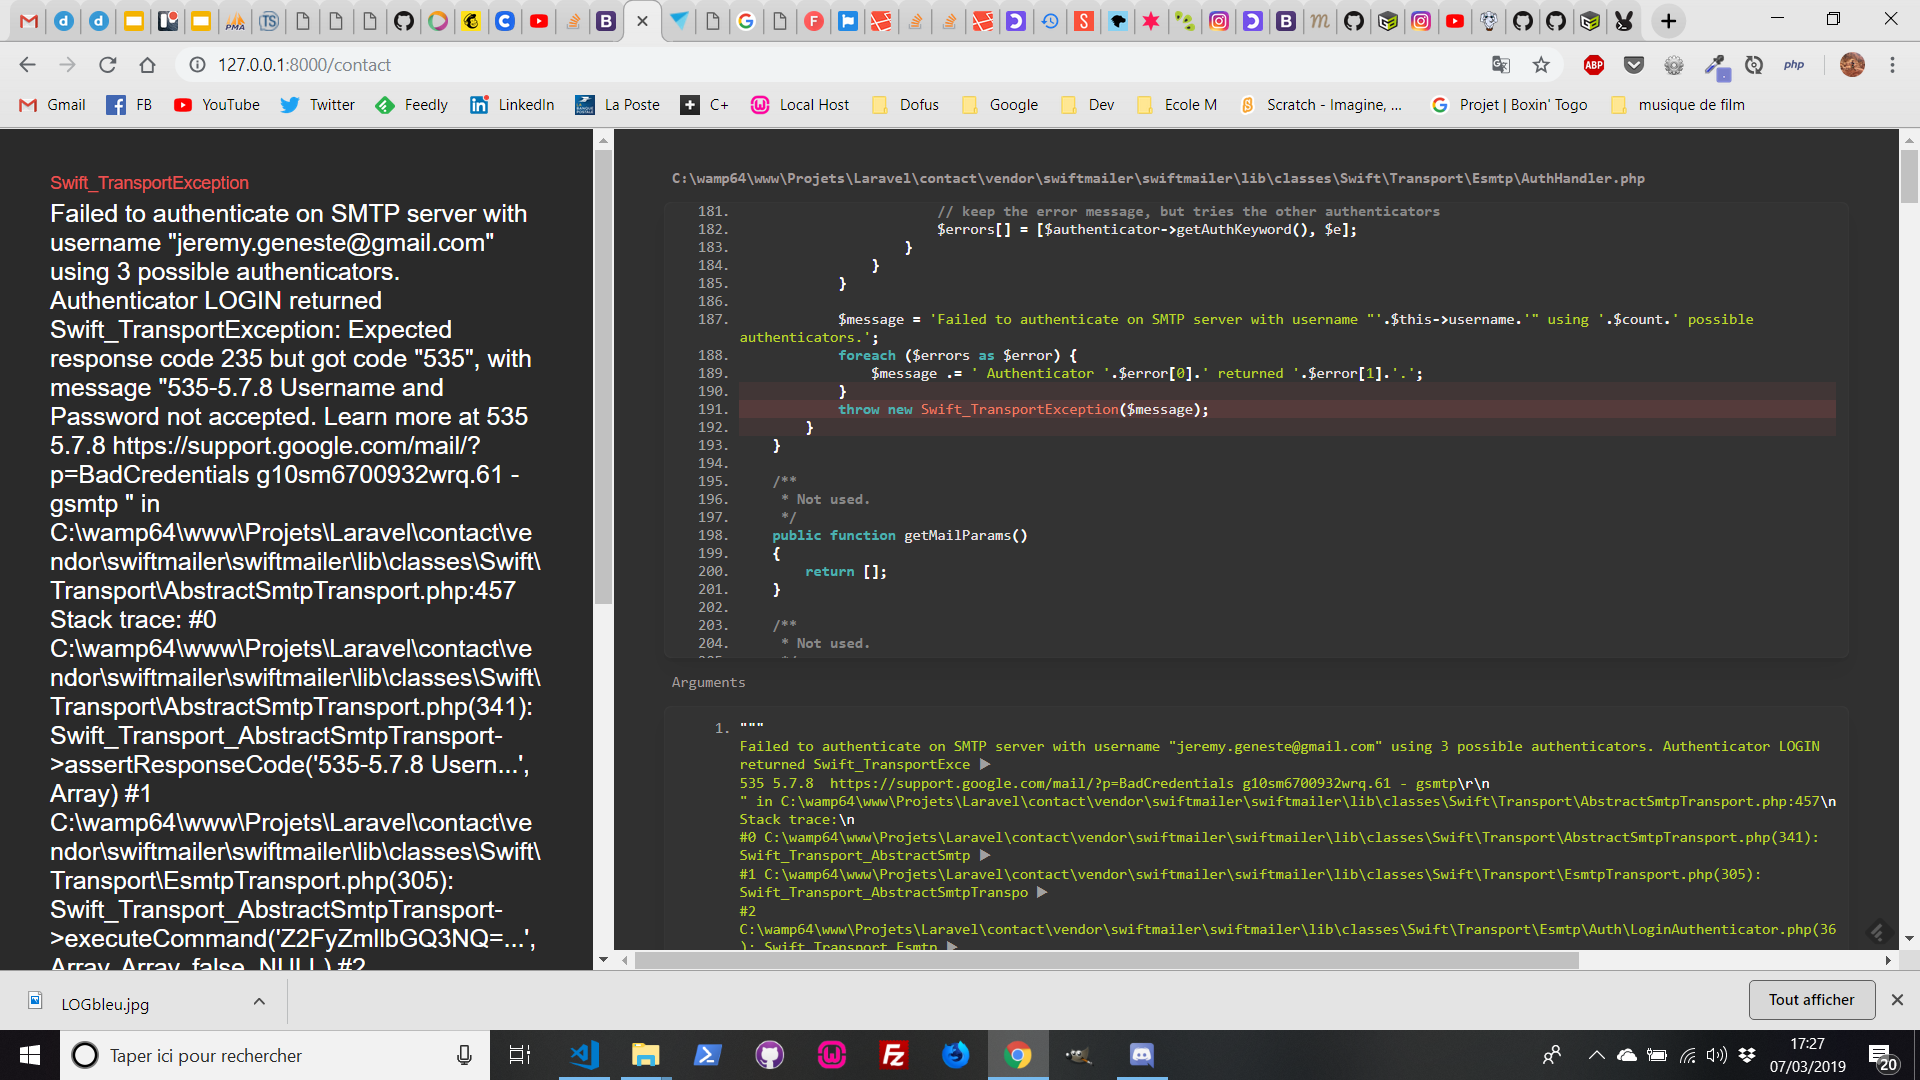 127.0.0.1:8000/contact
ABP
php
Gmail FB YouTube Twitter Feedly LinkedIn La Poste C+ Local Host Dofus Google Dev Ecole M Scratch - Imagine, ... Projet | Boxin' Togo musique de film
Swift_TransportException
Failed to authenticate on SMTP server with
username "jeremy.geneste@gmail.com"
using 3 possible authenticators.
Authenticator LOGIN returned
Swift_TransportException: Expected
response code 235 but got code "535", with
message "535-5.7.8 Username and
Password not accepted. Learn more at 535
5.7.8 https://support.google.com/mail/?
p=BadCredentials g10sm6700932wrq.61 -
gsmtp " in
C:\wamp64\www\Projets\Laravel\contact\ve
ndor\swiftmailer\swiftmailer\lib\classes\Swift\
Transport\AbstractSmtpTransport.php:457
Stack trace: #0
C:\wamp64\www\Projets\Laravel\contact\ve
ndor\swiftmailer\swiftmailer\lib\classes\Swift\
Transport\AbstractSmtpTransport.php(341):
Swift_Transport_AbstractSmtpTransport-
>assertResponseCode('535-5.7.8 Usern...',
Array) #1
C:\wamp64\www\Projets\Laravel\contact\ve
ndor\swiftmailer\swiftmailer\lib\classes\Swift\
Transport\EsmtpTransport.php(305):
Swift_Transport_AbstractSmtpTransport-
>executeCommand('Z2FyZmllbGQ3NQ=...',
Array, Array, false, NULL) #2
C:\wamp64\www\Projets\Laravel\contact\vendor\swiftmailer\swiftmailer\lib\classes\Swift\Transport\Esmtp\AuthHandler.php
181. // keep the error message, but tries the other authenticators
182. $errors[] = [$authenticator->getAuthKeyword(), $e];
183. }
184. }
185. }
186.
187. $message = 'Failed to authenticate on SMTP server with username "'.$this->username.'" using '.$count.' possible
authenticators.';
188. foreach ($errors as $error) {
189. $message .= ' Authenticator '.$error[0].' returned '.$error[1].'.';
190. }
191. throw new Swift_TransportException($message);
192. }
193. }
194.
195. /**
196. * Not used.
197. */
198. public function getMailParams()
199. {
200. return [];
201. }
202.
203. /**
204. * Not used.
Arguments
1. """
Failed to authenticate on SMTP server with username "jeremy.geneste@gmail.com" using 3 possible authenticators. Authenticator LOGIN
returned Swift_TransportExce ▶
535 5.7.8  https://support.google.com/mail/?p=BadCredentials g10sm6700932wrq.61 - gsmtp\r\n
" in C:\wamp64\www\Projets\Laravel\contact\vendor\swiftmailer\swiftmailer\lib\classes\Swift\Transport\AbstractSmtpTransport.php:457\n
Stack trace:\n
#0 C:\wamp64\www\Projets\Laravel\contact\vendor\swiftmailer\swiftmailer\lib\classes\Swift\Transport\AbstractSmtpTransport.php(341):
Swift_Transport_AbstractSmtp ▶
#1 C:\wamp64\www\Projets\Laravel\contact\vendor\swiftmailer\swiftmailer\lib\classes\Swift\Transport\EsmtpTransport.php(305):
Swift_Transport_AbstractSmtpTranspo ▶
#2
C:\wamp64\www\Projets\Laravel\contact\vendor\swiftmailer\swiftmailer\lib\classes\Swift\Transport\Esmtp\Auth\LoginAuthenticator.php(36
): Swift_Transport_Esmtp ▶
LOGbleu.jpg
Tout afficher
Taper ici pour rechercher
17:27
07/03/2019
20